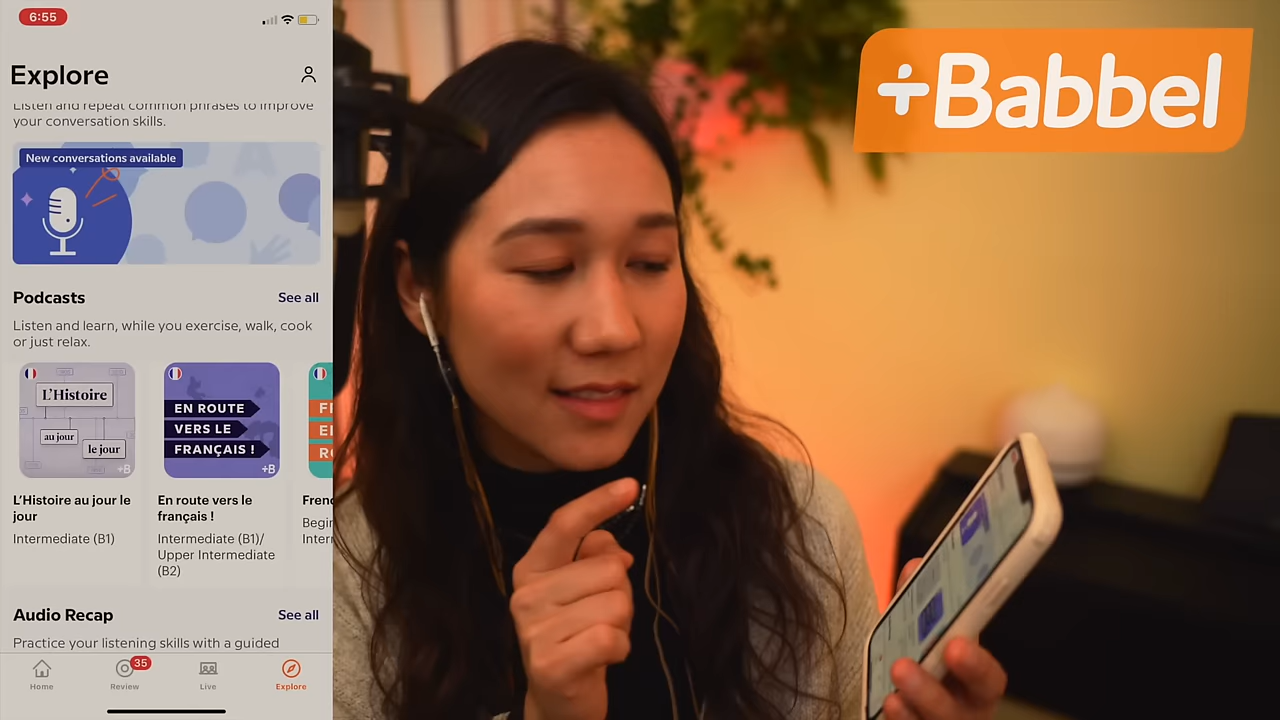 6:55
Explore
Listen and repeat common phrases to improve
your conversation skills.
New conversations available
Podcasts
See all
Listen and learn, while you exercise, walk, cook
or just relax.
L'Histoire
au jour
le jour
+B
EN ROUTE
VERS LE
FRANÇAIS !
+B
L'Histoire au jour le
jour
Intermediate (B1)
En route vers le
français !
Intermediate (B1)/
Upper Intermediate
(B2)
Audio Recap
See all
Practice your listening skills with a guided
Home
35
Review
Live
Explore
+Babbel